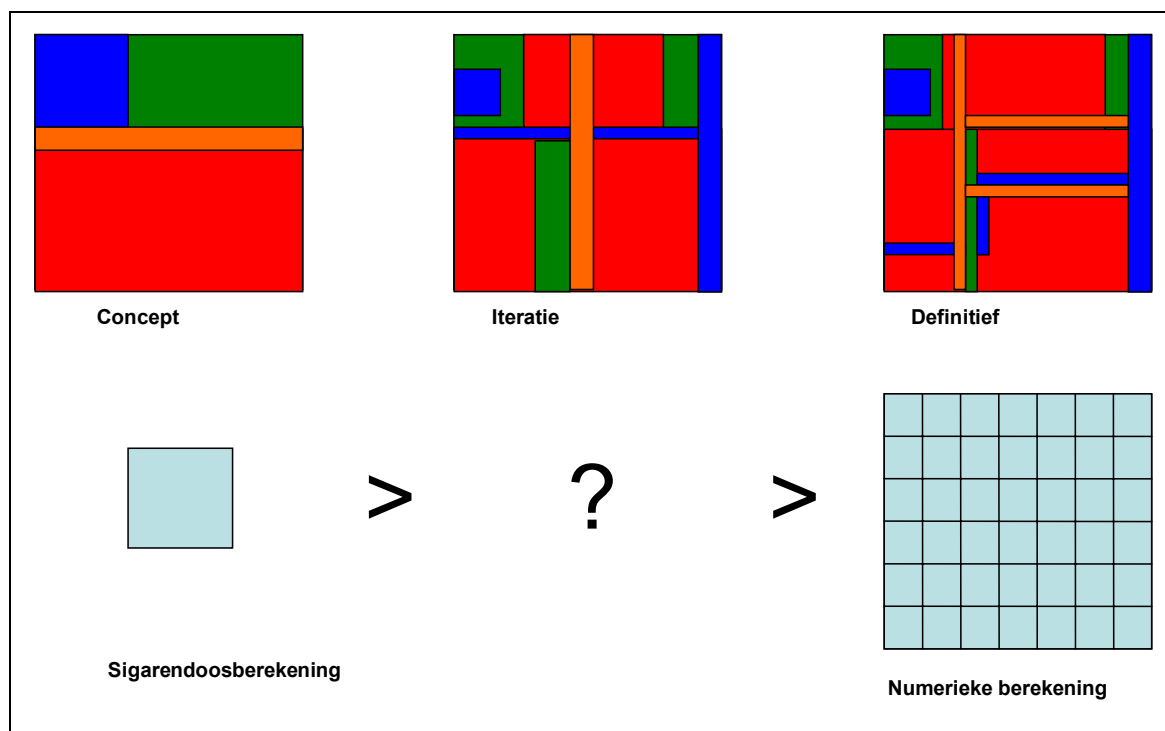 Concept Iteratie Definitief
> ? >
Sigarendoosberekening
Numerieke berekening